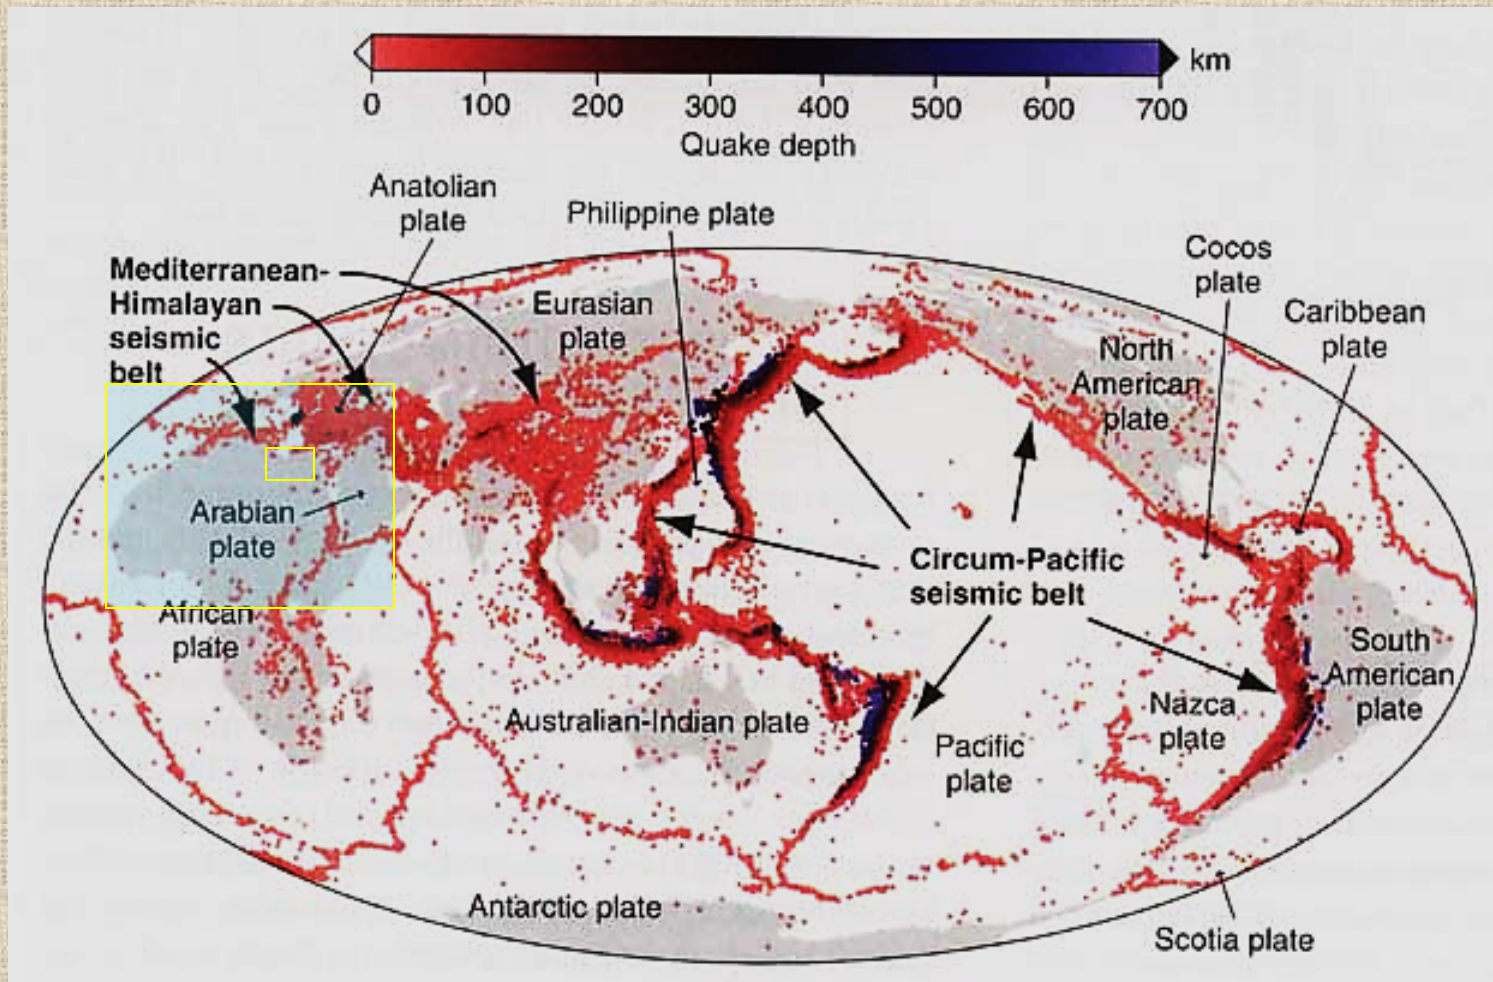 km
0 100 200 300 400 500 600 700
Quake depth
Anatolian
plate
Philippine plate
Cocos
plate
Mediterranean-
Himalayan
seismic
belt
Eurasian
plate
Caribbean
plate
North
American
plate
Arabian
plate
Circum-Pacific
seismic belt
African
plate
South
American
plate
Australian-Indian plate
Nazca
plate
Pacific
plate
Antarctic plate
Scotia plate